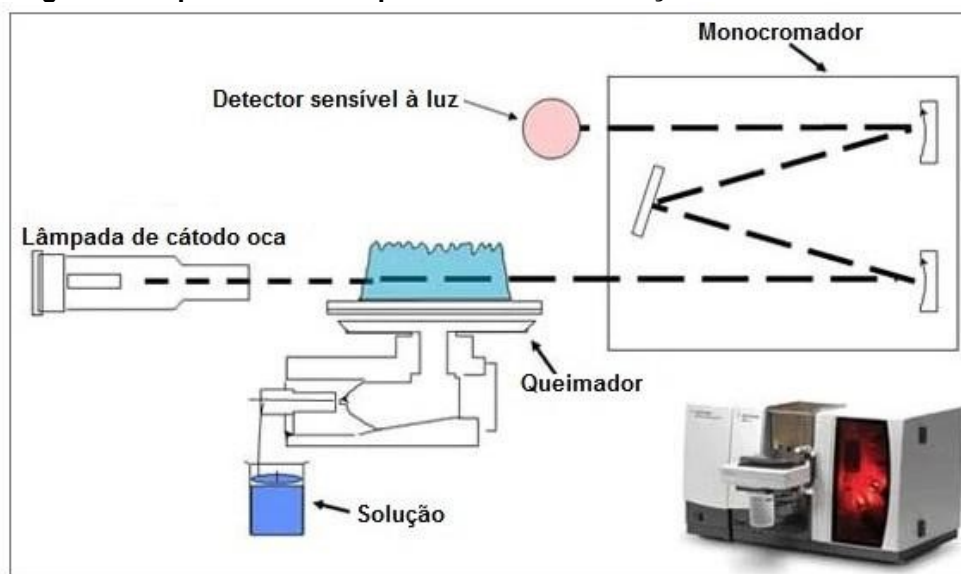 Monocromador
Detector sensível à luz
Lâmpada de cátodo oca
Queimador
Solução